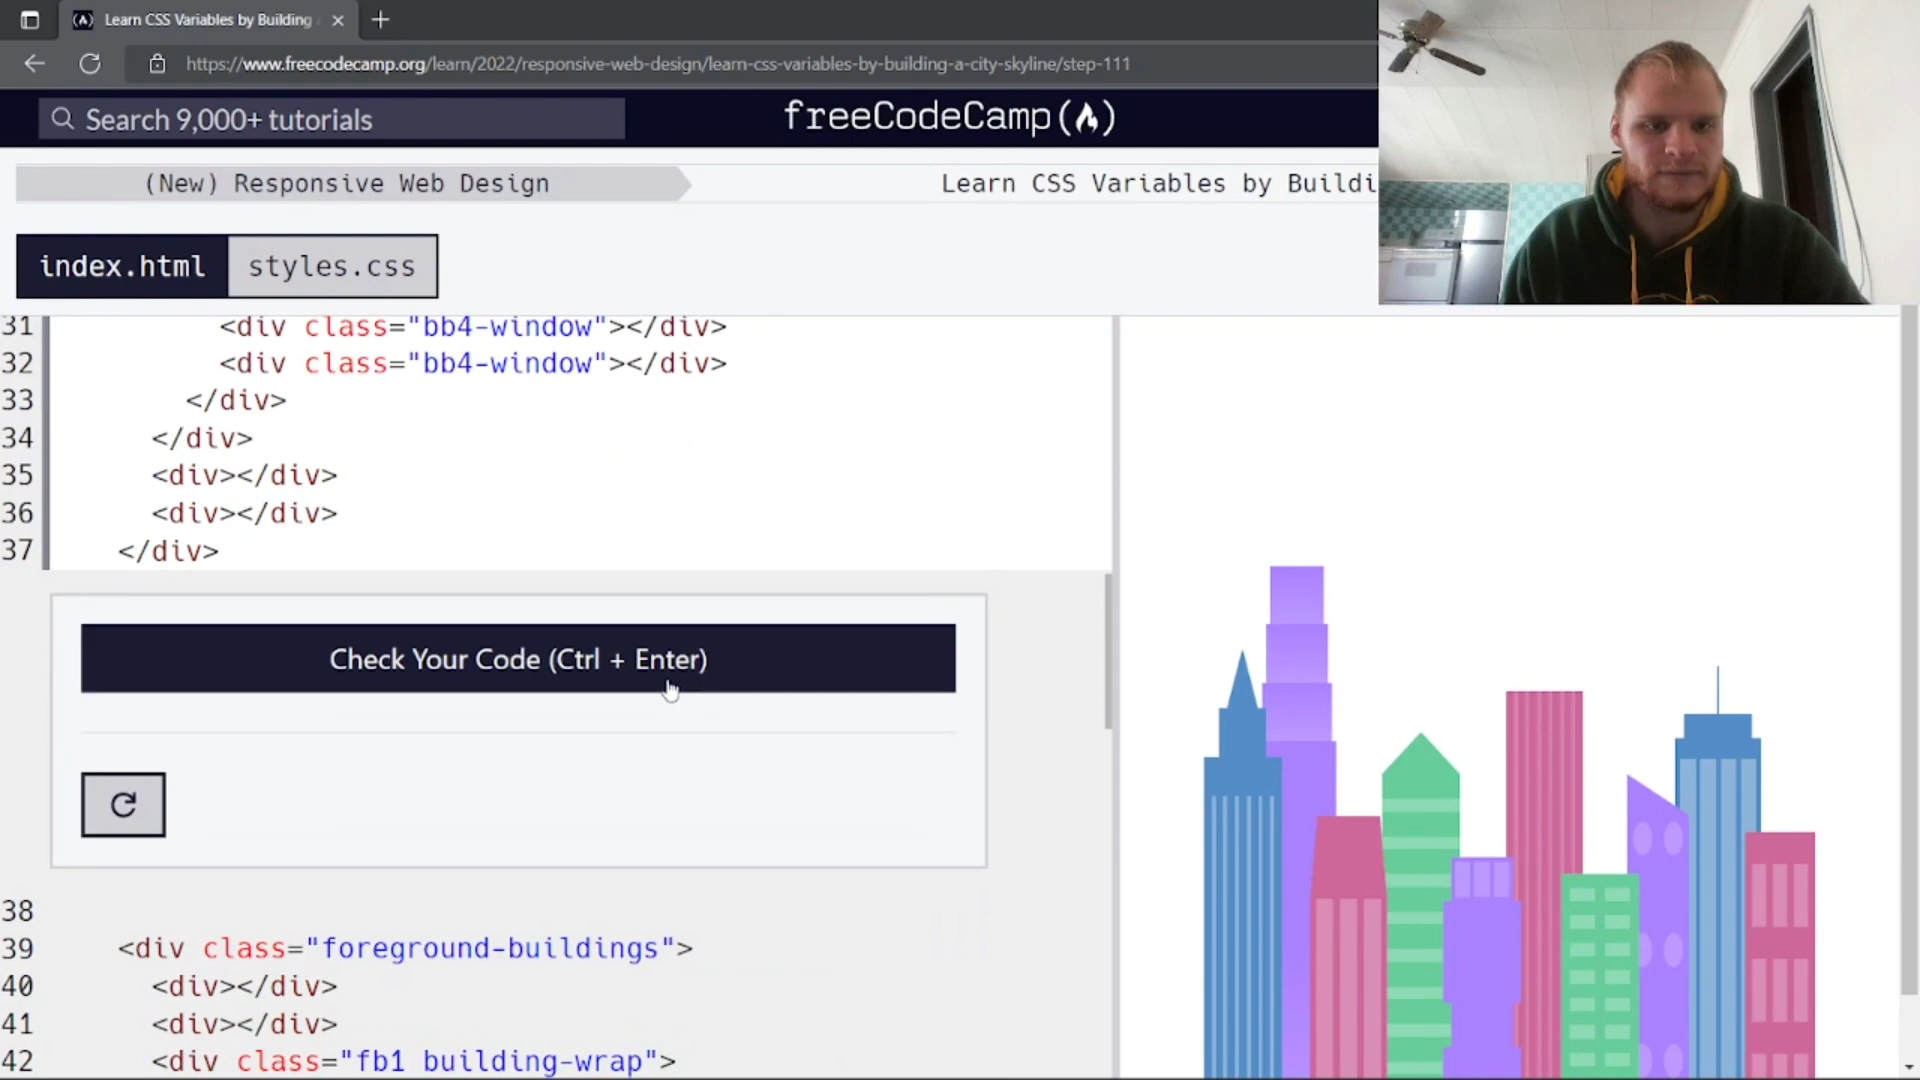 Learn CSS Variables by Building
https://www.freecodecamp.org/learn/2022/responsive-web-design/learn-css-variables-by-building-a-city-skyline/step-111
Search 9,000+ tutorials
freeCodeCamp(🔥)
(New) Responsive Web Design
Learn CSS Variables by Buildi
index.html
styles.css
31 <div class="bb4-window"></div>
32 <div class="bb4-window"></div>
33 </div>
34 </div>
35 <div></div>
36 <div></div>
37 </div>
Check Your Code (Ctrl + Enter)
38
39 <div class="foreground-buildings">
40 <div></div>
41 <div></div>
42 <div class="fb1 building-wrap">